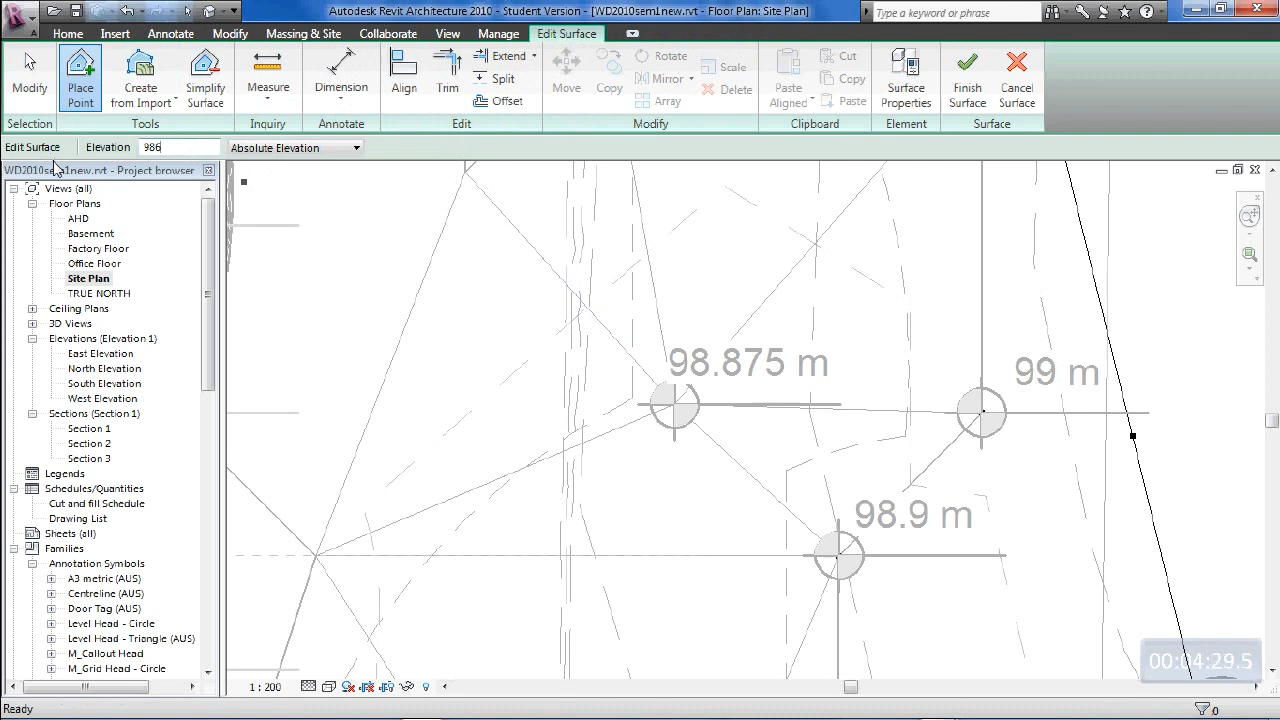 Autodesk Revit Architecture 2010 - Student Version - [WD2010sem1new.rvt - Floor Plan: Site Plan]
Type a keyword or phrase
Home Insert Annotate Modify Massing & Site Collaborate View Manage Edit Surface
Modify
Place Point
Create from Import
Simplify Surface
Measure
Dimension
Align
Trim
Extend
Split
Offset
Move
Copy
Rotate
Mirror
Array
Scale
Delete
Paste Aligned
Cut
Copy
Paste
Surface Properties
Finish Surface
Cancel Surface
Selection Tools Inquiry Annotate Edit Modify Clipboard Element Surface
Edit Surface Elevation 986 Absolute Elevation
- Project browser
Views (all)
Floor Plans
AHD
Basement
Factory Floor
Office Floor
Site Plan
TRUE NORTH
Ceiling Plans
3D Views
Elevations (Elevation 1)
East Elevation
North Elevation
South Elevation
West Elevation
Sections (Section 1)
Section 1
Section 2
Section 3
Legends
Schedules/Quantities
Cut and fill Schedule
Drawing List
Sheets (all)
Families
Annotation Symbols
A3 metric (AUS)
Centreline (AUS)
Door Tag (AUS)
Level Head - Circle
Level Head - Triangle (AUS)
M_Callout Head
M_Grid Head - Circle
98.875 m
99 m
98.9 m
00:04:29.5
1 : 200
Ready
:0